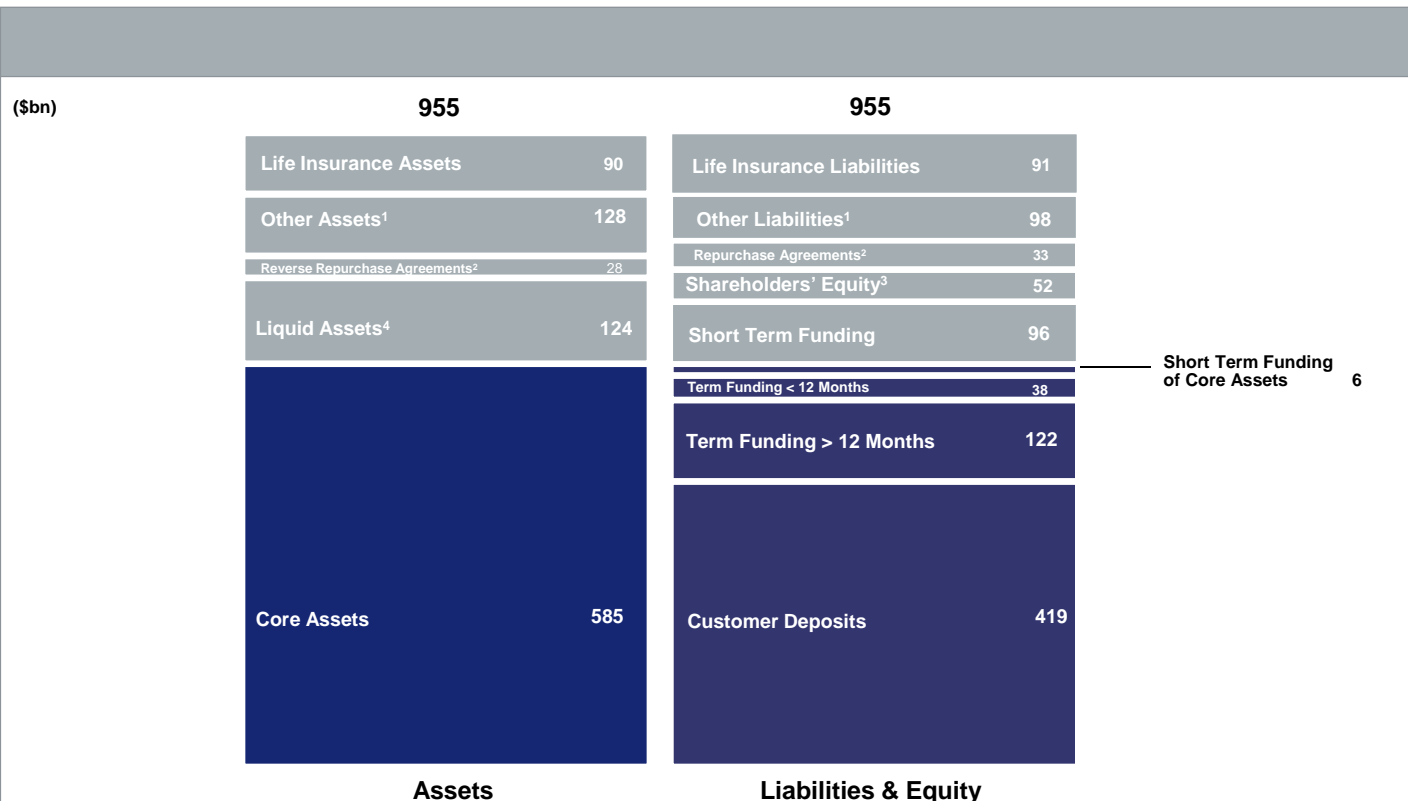 ($bn)
955
955
Life Insurance Assets 90
Life Insurance Liabilities 91
Other Assets¹ 128
Other Liabilities¹ 98
Reverse Repurchase Agreements² 28
Repurchase Agreements² 33
Shareholders’ Equity³ 52
Liquid Assets⁴ 124
Short Term Funding 96
Short Term Funding
of Core Assets 6
Term Funding < 12 Months 38
Term Funding > 12 Months 122
Core Assets 585
Customer Deposits 419
Assets
Liabilities & Equity